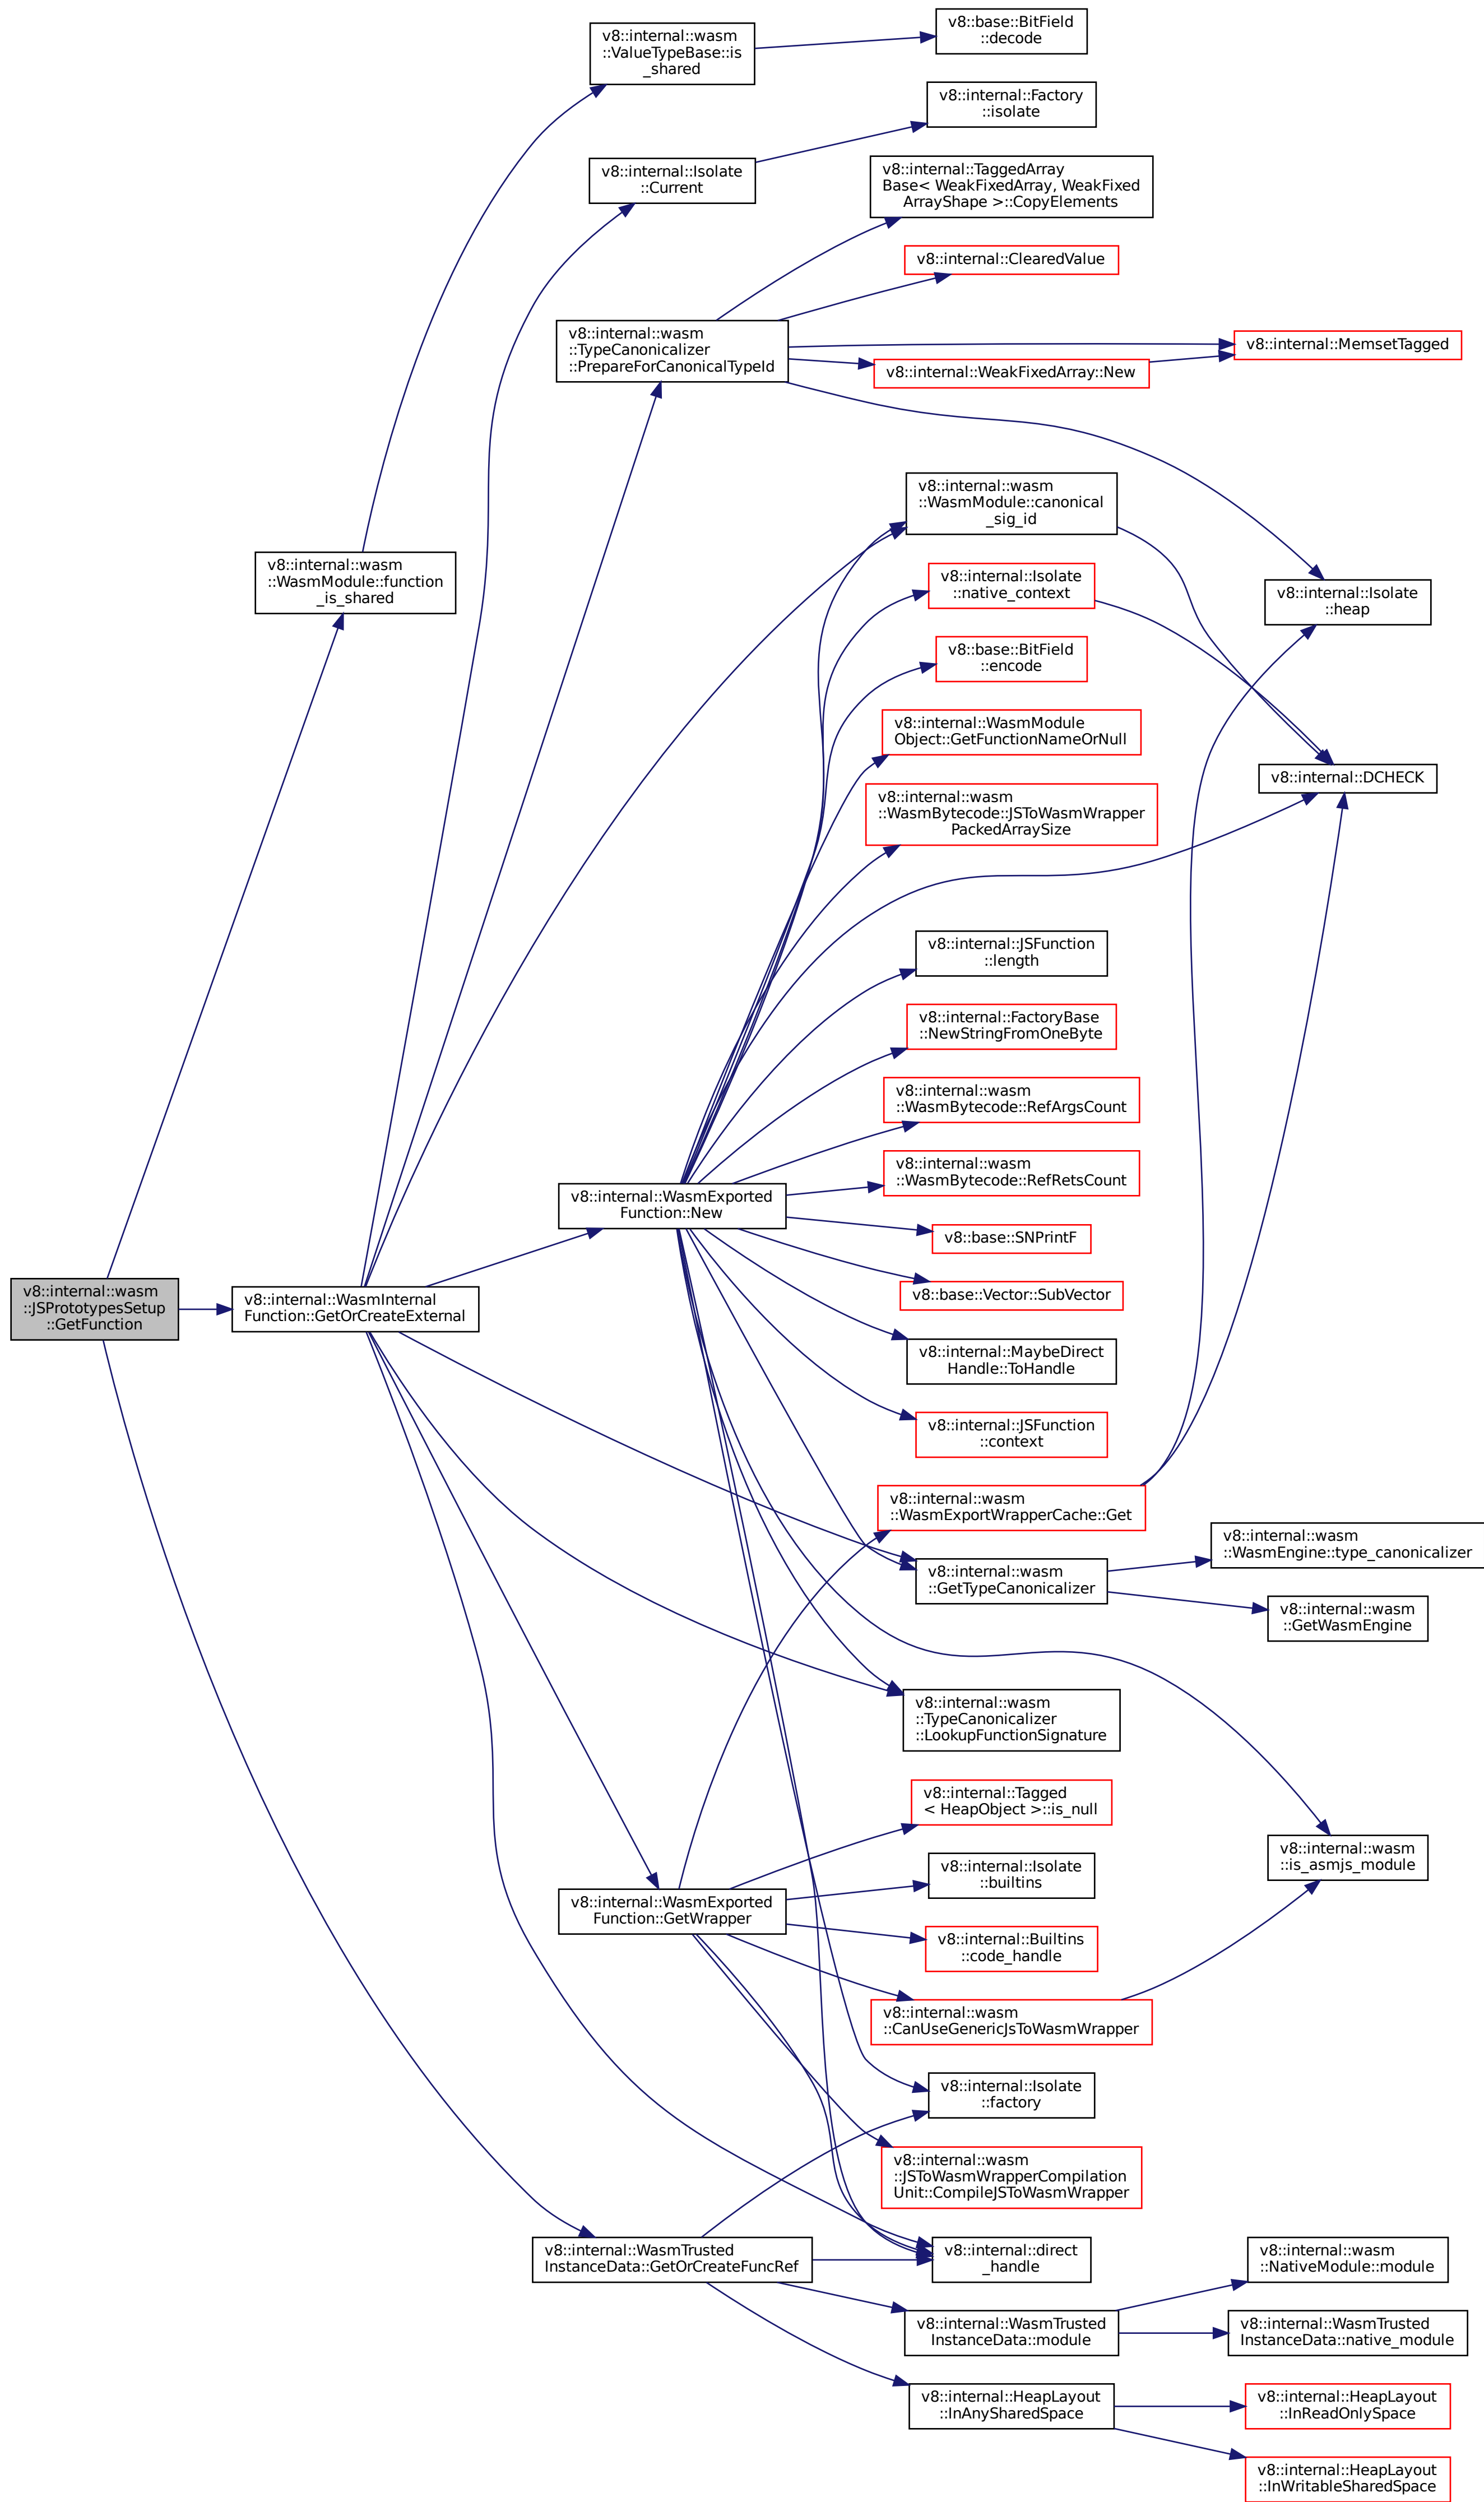 v8::internal::wasm
::ValueTypeBase::is
_shared
v8::base::BitField
::decode
v8::internal::Factory
::isolate
v8::internal::Isolate
::Current
v8::internal::TaggedArray
Base< WeakFixedArray, WeakFixed
ArrayShape >::CopyElements
v8::internal::ClearedValue
v8::internal::wasm
::TypeCanonicalizer
::PrepareForCanonicalTypeId
v8::internal::MemsetTagged
v8::internal::WeakFixedArray::New
v8::internal::wasm
::WasmModule::canonical
_sig_id
v8::internal::wasm
::WasmModule::function
_is_shared
v8::internal::Isolate
::native_context
v8::internal::Isolate
::heap
v8::base::BitField
::encode
v8::internal::WasmModule
Object::GetFunctionNameOrNull
v8::internal::DCHECK
v8::internal::wasm
::WasmBytecode::JSToWasmWrapper
PackedArraySize
v8::internal::JSFunction
::length
v8::internal::FactoryBase
::NewStringFromOneByte
v8::internal::wasm
::WasmBytecode::RefArgsCount
v8::internal::wasm
::WasmBytecode::RefRetsCount
v8::internal::WasmExported
Function::New
v8::base::SNPrintF
v8::internal::wasm
::JSPrototypesSetup
::GetFunction
v8::internal::WasmInternal
Function::GetOrCreateExternal
v8::base::Vector::SubVector
v8::internal::MaybeDirect
Handle::ToHandle
v8::internal::JSFunction
::context
v8::internal::wasm
::WasmExportWrapperCache::Get
v8::internal::wasm
::WasmEngine::type_canonicalizer
v8::internal::wasm
::GetTypeCanonicalizer
v8::internal::wasm
::GetWasmEngine
v8::internal::wasm
::TypeCanonicalizer
::LookupFunctionSignature
v8::internal::Tagged
< HeapObject >::is_null
v8::internal::wasm
::is_asmjs_module
v8::internal::Isolate
::builtins
v8::internal::WasmExported
Function::GetWrapper
v8::internal::Builtins
::code_handle
v8::internal::wasm
::CanUseGenericJsToWasmWrapper
v8::internal::Isolate
::factory
v8::internal::wasm
::JSToWasmWrapperCompilation
Unit::CompileJSToWasmWrapper
v8::internal::WasmTrusted
InstanceData::GetOrCreateFuncRef
v8::internal::direct
_handle
v8::internal::wasm
::NativeModule::module
v8::internal::WasmTrusted
InstanceData::module
v8::internal::WasmTrusted
InstanceData::native_module
v8::internal::HeapLayout
::InAnySharedSpace
v8::internal::HeapLayout
::InReadOnlySpace
v8::internal::HeapLayout
::InWritableSharedSpace